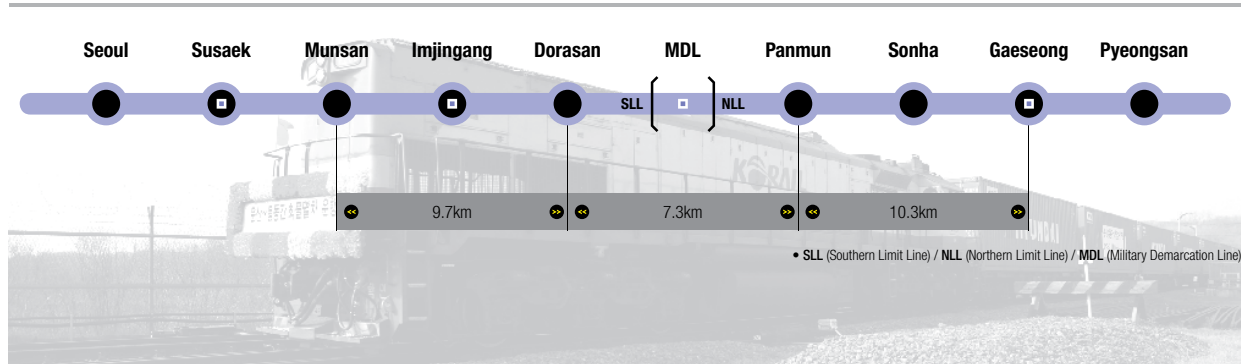 Seoul Susaek Munsan Imjingang Dorasan MDL Panmun Sonha Gaeseong Pyeongsan
SLL NLL
KORAIL
<< 9.7km >> << 7.3km >> << 10.3km >>
• SLL (Southern Limit Line) / NLL (Northern Limit Line) / MDL (Military Demarcation Line)